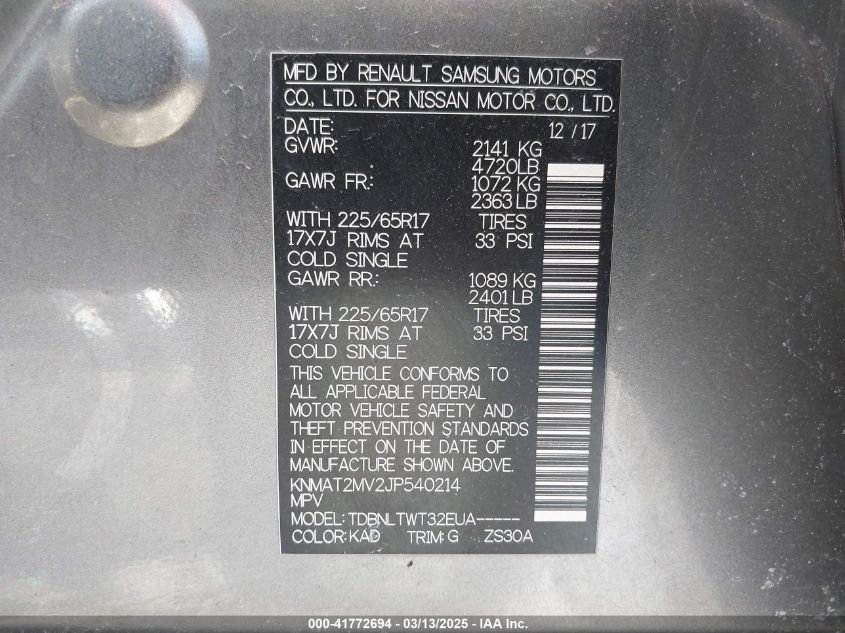 MFD BY RENAULT SAMSUNG MOTORS
CO., LTD. FOR NISSAN MOTOR CO., LTD.
DATE: 12 / 17
GVWR: 2141 KG
4720LB
GAWR FR.: 1072 KG
2363 LB
WITH 225/65R17 TIRES
17X7J RIMS AT 33 PSI
COLD SINGLE
GAWR RR.: 1089 KG
2401 LB
WITH 225/65R17 TIRES
17X7J RIMS AT 33 PSI
COLD SINGLE
THIS VEHICLE CONFORMS TO
ALL APPLICABLE FEDERAL
MOTOR VEHICLE SAFETY AND
THEFT PREVENTION STANDARDS
IN EFFECT ON THE DATE OF
MANUFACTURE SHOWN ABOVE.
KNMAT2MV2JP540214
MPV
MODEL: TDBNLTWT32EUA-----
COLOR: KAD TRIM: G ZS30A
000-41772694 - 03/13/2025 - IAA Inc.